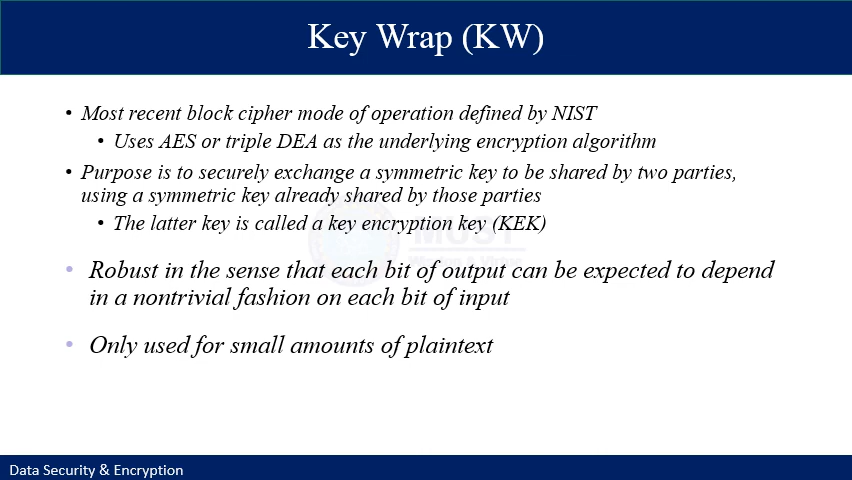 Key Wrap (KW)
• Most recent block cipher mode of operation defined by NIST
• Uses AES or triple DEA as the underlying encryption algorithm
• Purpose is to securely exchange a symmetric key to be shared by two parties,
using a symmetric key already shared by those parties
• The latter key is called a key encryption key (KEK)
MUST
Wisdom & Virtue
• Robust in the sense that each bit of output can be expected to depend
in a nontrivial fashion on each bit of input
• Only used for small amounts of plaintext
Data Security & Encryption